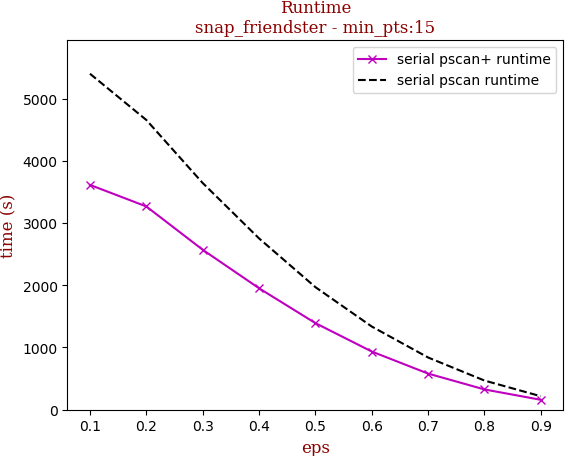 Runtime
snap_friendster - min_pts:15
serial pscan+ runtime
serial pscan runtime
time (s)
5000
4000
3000
2000
1000
0
0.1 0.2 0.3 0.4 0.5 0.6 0.7 0.8 0.9
eps